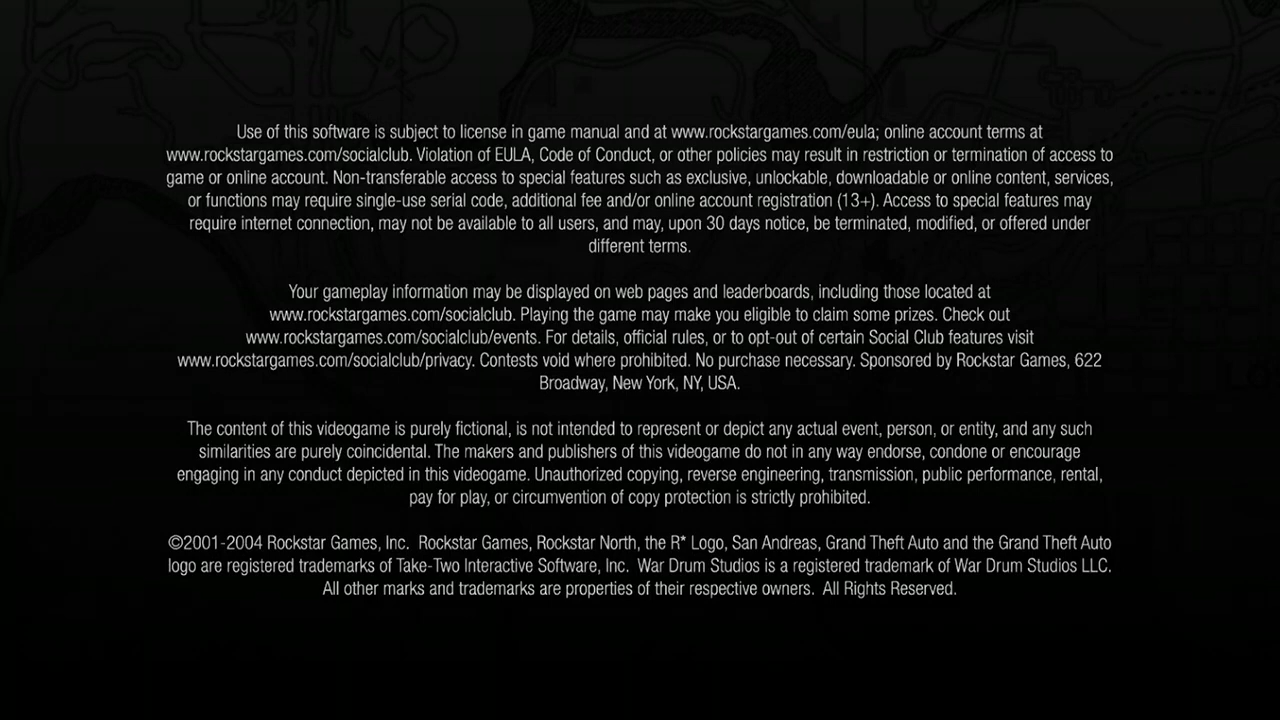 Use of this software is subject to license in game manual and at www.rockstargames.com/eula; online account terms at
www.rockstargames.com/socialclub. Violation of EULA, Code of Conduct, or other policies may result in restriction or termination of access to
game or online account. Non-transferable access to special features such as exclusive, unlockable, downloadable or online content, services,
or functions may require single-use serial code, additional fee and/or online account registration (13+). Access to special features may
require internet connection, may not be available to all users, and may, upon 30 days notice, be terminated, modified, or offered under
different terms.
Your gameplay information may be displayed on web pages and leaderboards, including those located at
www.rockstargames.com/socialclub. Playing the game may make you eligible to claim some prizes. Check out
www.rockstargames.com/socialclub/events. For details, official rules, or to opt-out of certain Social Club features visit
www.rockstargames.com/socialclub/privacy. Contests void where prohibited. No purchase necessary. Sponsored by Rockstar Games, 622
Broadway, New York, NY, USA.
The content of this videogame is purely fictional, is not intended to represent or depict any actual event, person, or entity, and any such
similarities are purely coincidental. The makers and publishers of this videogame do not in any way endorse, condone or encourage
engaging in any conduct depicted in this videogame. Unauthorized copying, reverse engineering, transmission, public performance, rental,
pay for play, or circumvention of copy protection is strictly prohibited.
©2001-2004 Rockstar Games, Inc.  Rockstar Games, Rockstar North, the R* Logo, San Andreas, Grand Theft Auto and the Grand Theft Auto
logo are registered trademarks of Take-Two Interactive Software, Inc.  War Drum Studios is a registered trademark of War Drum Studios LLC.
All other marks and trademarks are properties of their respective owners.  All Rights Reserved.